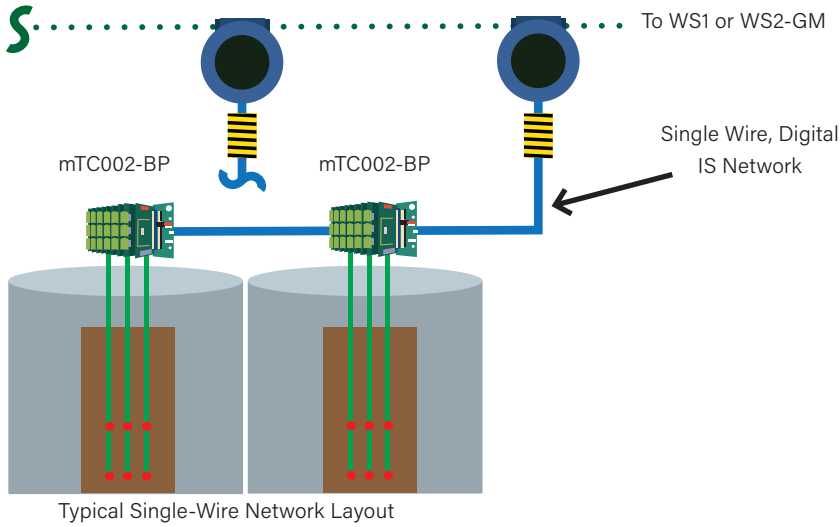 To WS1 or WS2-GM
Single Wire, Digital
IS Network
mTC002-BP
mTC002-BP
Typical Single-Wire Network Layout